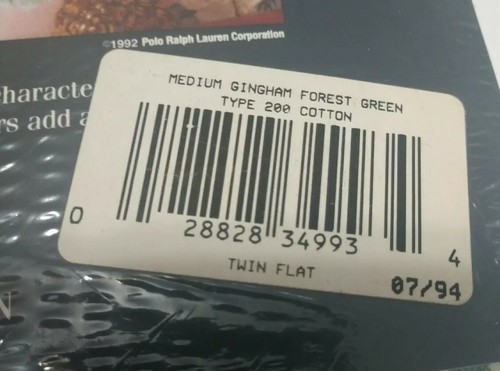 ©1992 Polo Ralph Lauren Corporation
haracte
rs add a
MEDIUM GINGHAM FOREST GREEN
TYPE 200 COTTON
0 28828 34993 4
TWIN FLAT
07/94
N